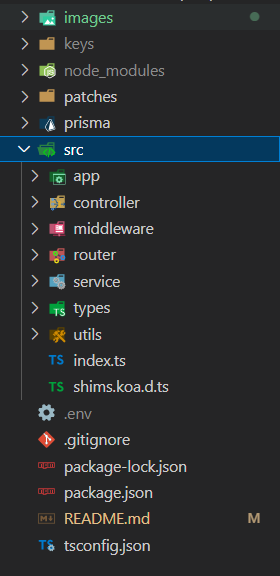 images
keys
node_modules
patches
prisma
src
app
controller
middleware
router
service
TS types
utils
TS index.ts
TS shims.koa.d.ts
.env
.gitignore
package-lock.json
package.json
README.md M
TS tsconfig.json